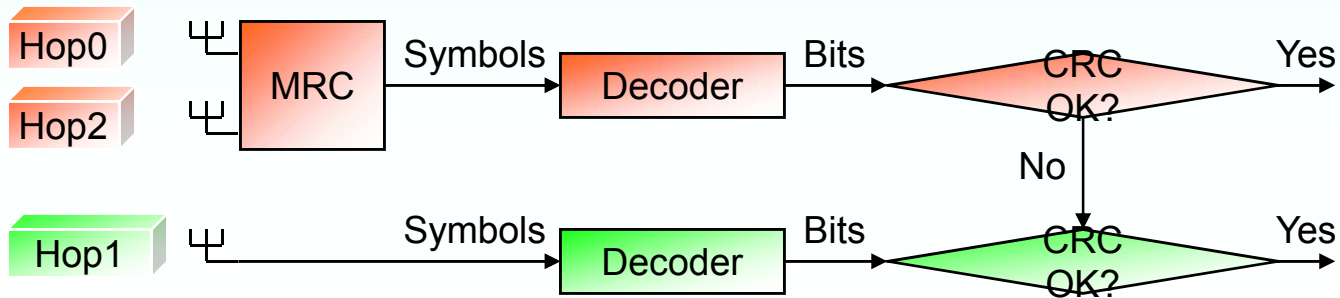 Hop0
Hop2
MRC
Symbols
Decoder
Bits
CRC
OK?
Yes
No
Hop1
Symbols
Decoder
Bits
CRC
OK?
Yes